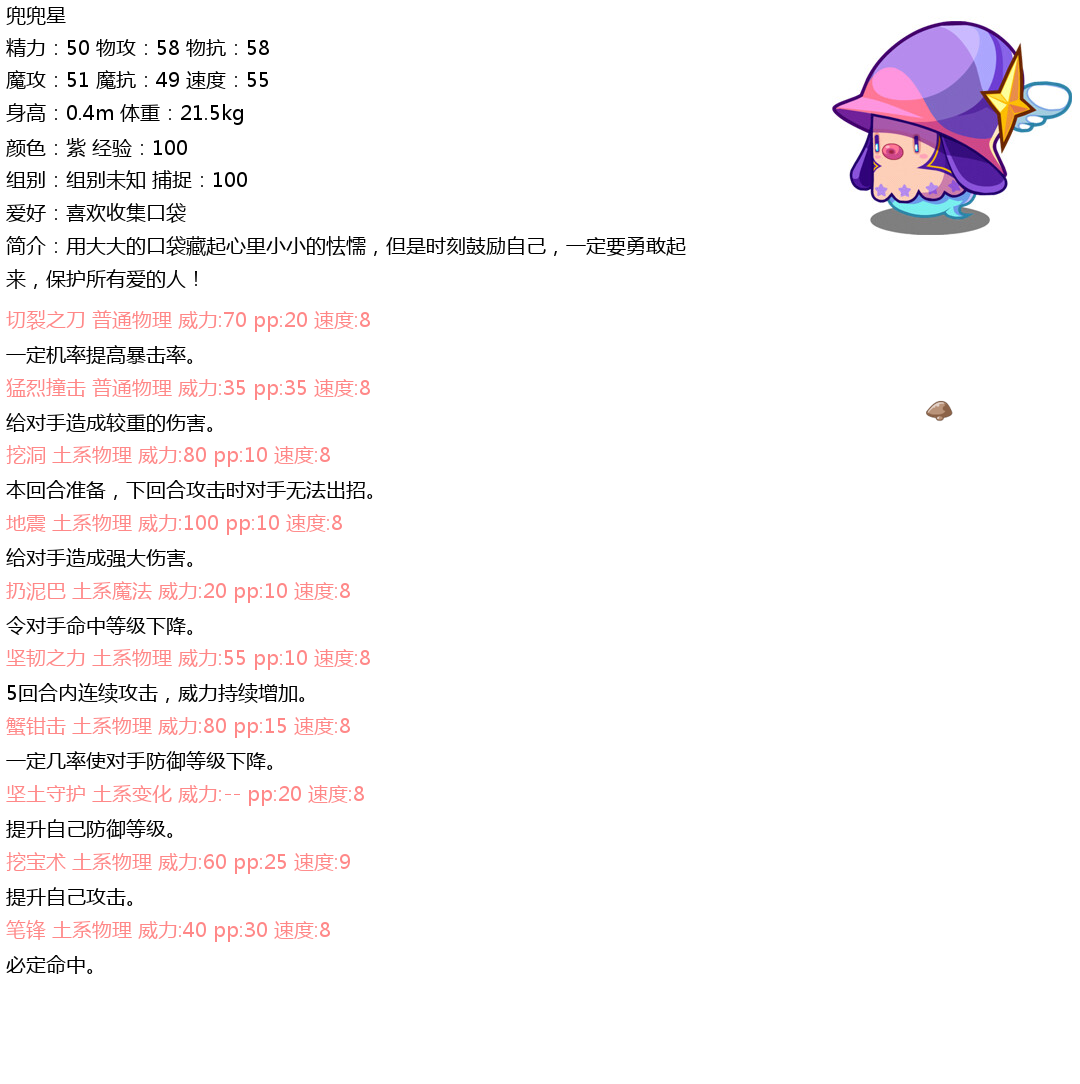 兜兜星
精力：50 物攻：58 物抗：58
魔攻：51 魔抗：49 速度：55
身高：0.4m 体重：21.5kg
颜色：紫 经验：100
组别：组别未知 捕捉：100
爱好：喜欢收集口袋
简介：用大大的口袋藏起心里小小的怯懦，但是时刻鼓励自己，一定要勇敢起
来，保护所有爱的人！
切裂之刀 普通物理 威力:70 pp:20 速度:8
一定机率提高暴击率。
猛烈撞击 普通物理 威力:35 pp:35 速度:8
给对手造成较重的伤害。
挖洞 土系物理 威力:80 pp:10 速度:8
本回合准备，下回合攻击时对手无法出招。
地震 土系物理 威力:100 pp:10 速度:8
给对手造成强大伤害。
扔泥巴 土系魔法 威力:20 pp:10 速度:8
令对手命中等级下降。
坚韧之力 土系物理 威力:55 pp:10 速度:8
5回合内连续攻击，威力持续增加。
蟹钳击 土系物理 威力:80 pp:15 速度:8
一定几率使对手防御等级下降。
坚土守护 土系变化 威力:-- pp:20 速度:8
提升自己防御等级。
挖宝术 土系物理 威力:60 pp:25 速度:9
提升自己攻击。
笔锋 土系物理 威力:40 pp:30 速度:8
必定命中。